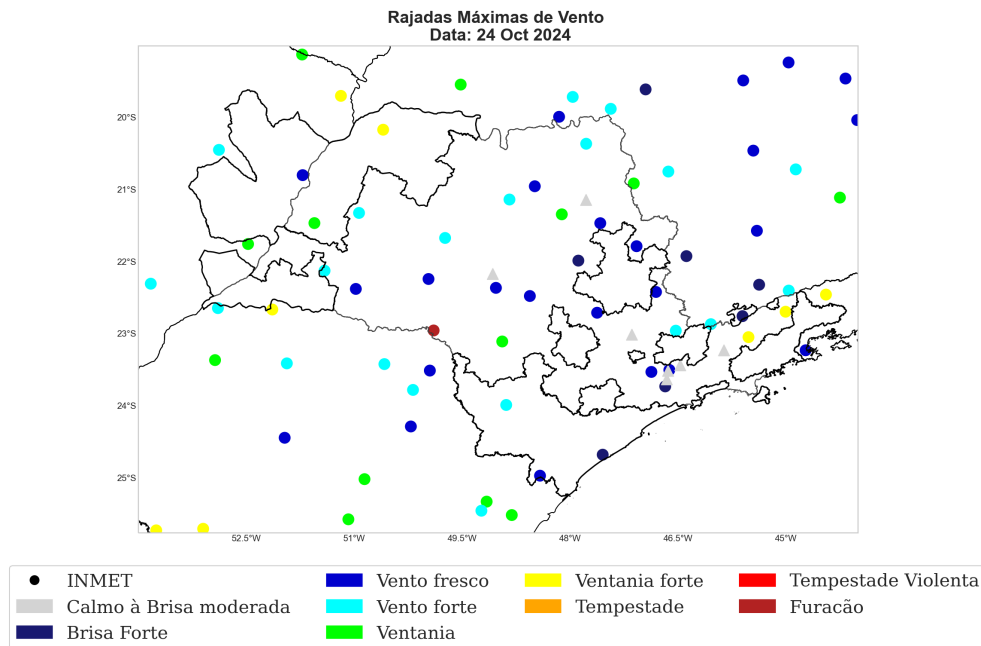 Rajadas Máximas de Vento
Data: 24 Oct 2024
20°S
21°S
22°S
23°S
24°S
25°S
52.5°W
51°W
49.5°W
48°W
46.5°W
45°W
INMET
Calmo à Brisa moderada
Brisa Forte
Vento fresco
Vento forte
Ventania
Ventania forte
Tempestade
Tempestade Violenta
Furacão